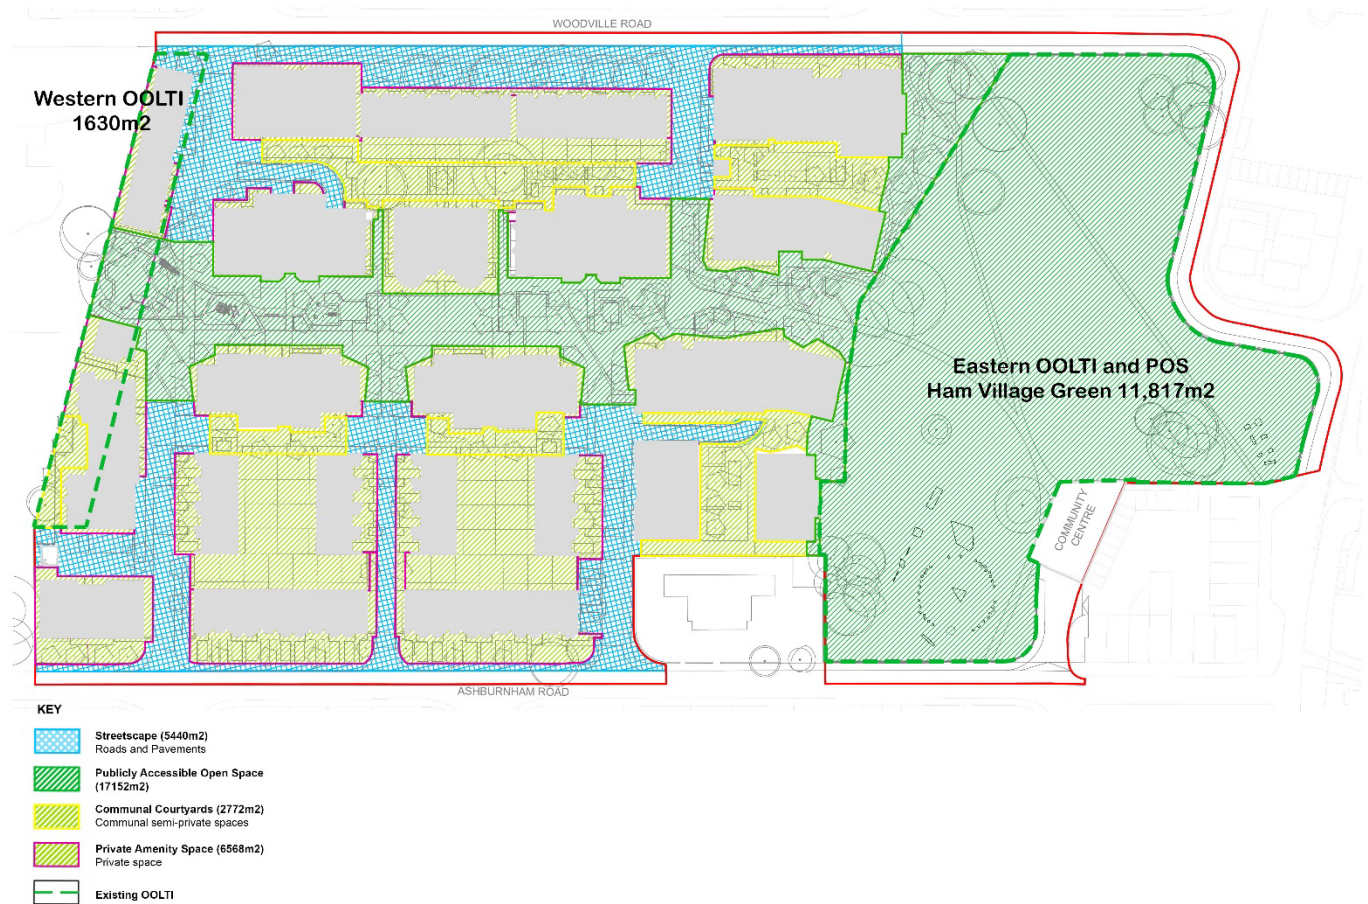 WOODVILLE ROAD
Western OOLTI
1630m2
Eastern OOLTI and POS
Ham Village Green 11,817m2
COMMUNITY
CENTRE
ASHBURNHAM ROAD
KEY
Streetscape (5440m2)
Roads and Pavements
Publicly Accessible Open Space
(17152m2)
Communal Courtyards (2772m2)
Communal semi-private spaces
Private Amenity Space (6568m2)
Private space
Existing OOLTI